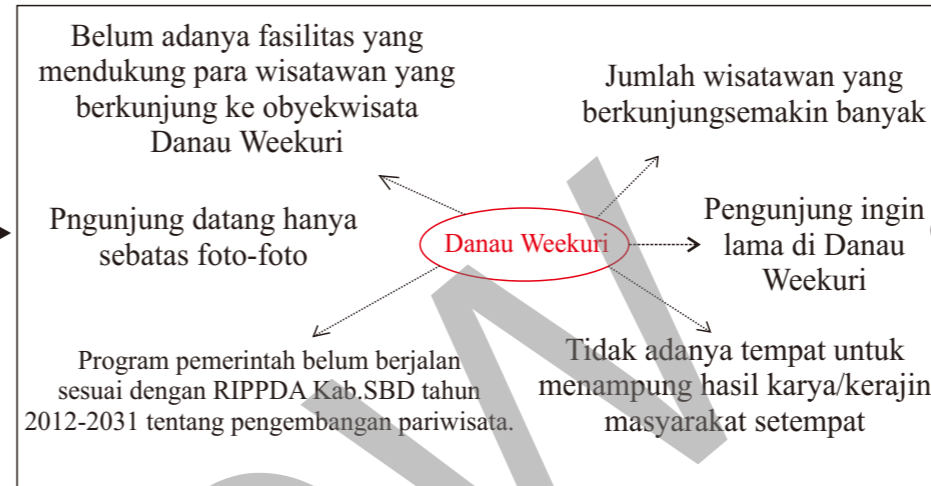 Belum adanya fasilitas yang
mendukung para wisatawan yang
berkunjung ke obyekwisata
Danau Weekuri
Jumlah wisatawan yang
berkunjungsemakin banyak
Pngunjung datang hanya
sebatas foto-foto
Danau Weekuri
Pengunjung ingin
lama di Danau
Weekuri
Program pemerintah belum berjalan
sesuai dengan RIPPDA Kab.SBD tahun
2012-2031 tentang pengembangan pariwisata.
Tidak adanya tempat untuk
menampung hasil karya/kerajin
masyarakat setempat